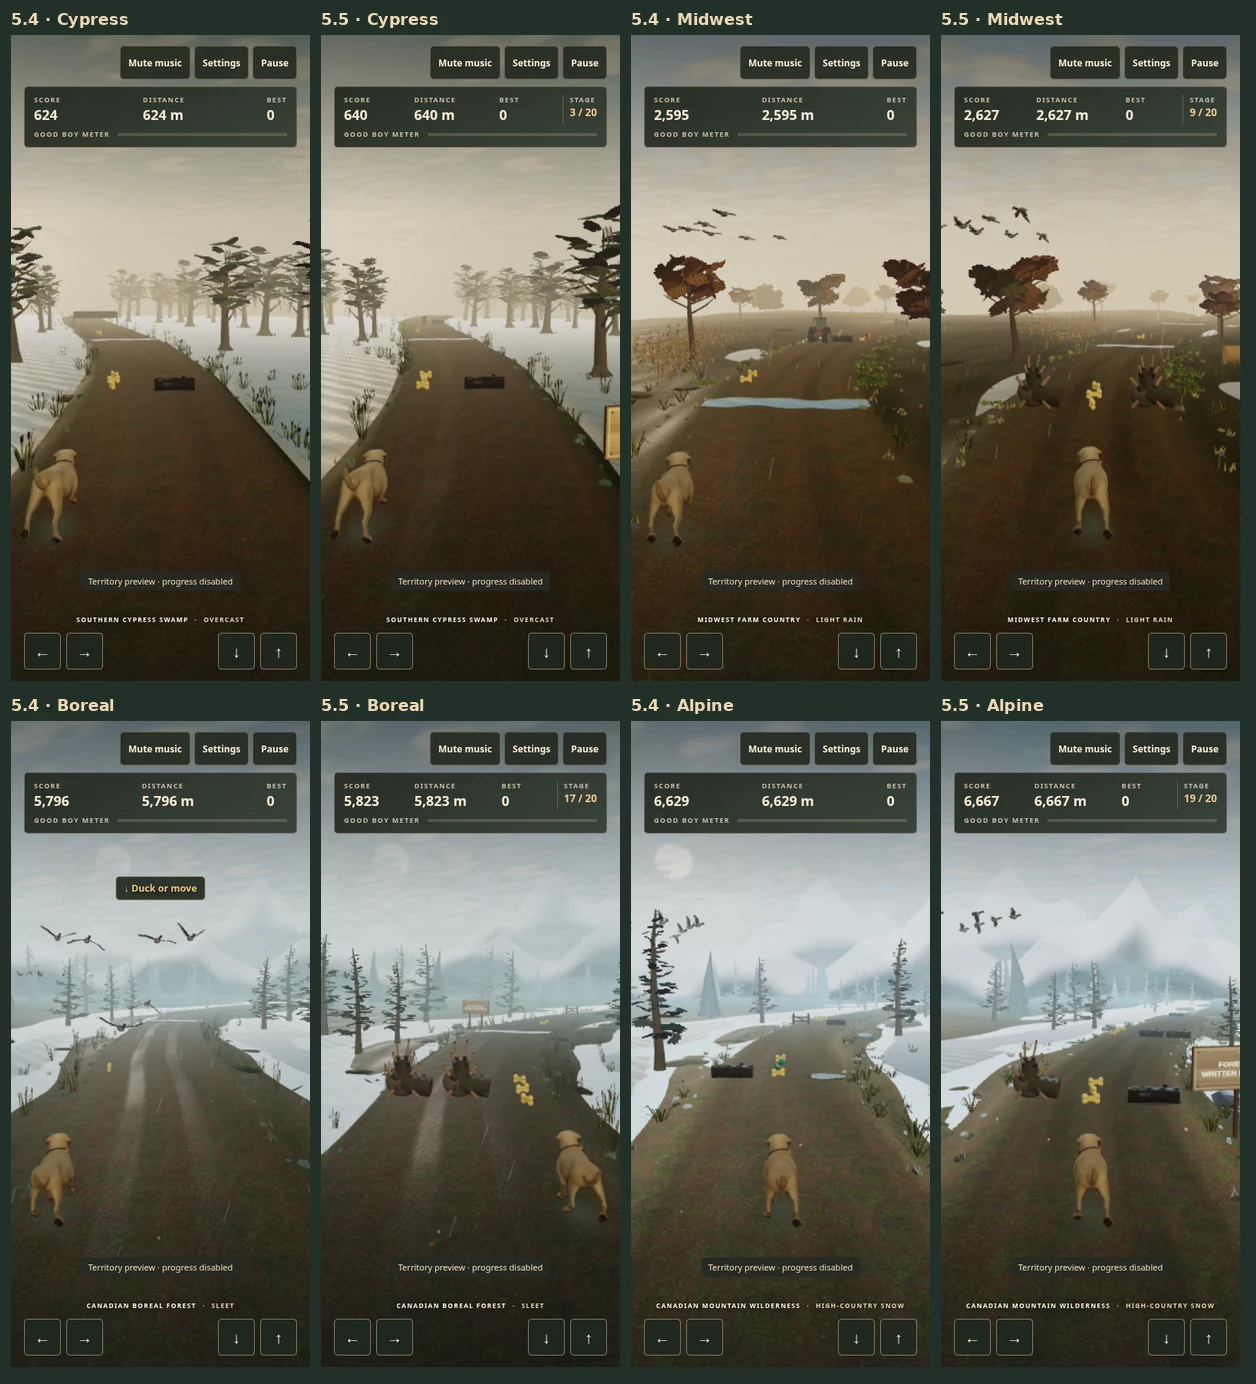 5.4 · Cypress
5.5 · Cypress
5.4 · Midwest
5.5 · Midwest
Mute music Settings Pause
Mute music Settings Pause
Mute music Settings Pause
Mute music Settings Pause
SCORE DISTANCE BEST
624 624 m 0
GOOD BOY METER
SCORE DISTANCE BEST STAGE
640 640 m 0 3 / 20
GOOD BOY METER
SCORE DISTANCE BEST
2,595 2,595 m 0
GOOD BOY METER
SCORE DISTANCE BEST STAGE
2,627 2,627 m 0 9 / 20
GOOD BOY METER
Territory preview · progress disabled
Territory preview · progress disabled
Territory preview · progress disabled
Territory preview · progress disabled
SOUTHERN CYPRESS SWAMP · OVERCAST
SOUTHERN CYPRESS SWAMP · OVERCAST
MIDWEST FARM COUNTRY · LIGHT RAIN
MIDWEST FARM COUNTRY · LIGHT RAIN
← → ↓ ↑
← → ↓ ↑
← → ↓ ↑
← → ↓ ↑
5.4 · Boreal
5.5 · Boreal
5.4 · Alpine
5.5 · Alpine
Mute music Settings Pause
Mute music Settings Pause
Mute music Settings Pause
Mute music Settings Pause
SCORE DISTANCE BEST
5,796 5,796 m 0
GOOD BOY METER
SCORE DISTANCE BEST STAGE
5,823 5,823 m 0 17 / 20
GOOD BOY METER
SCORE DISTANCE BEST
6,629 6,629 m 0
GOOD BOY METER
SCORE DISTANCE BEST STAGE
6,667 6,667 m 0 19 / 20
GOOD BOY METER
↓ Duck or move
FORE
WRITTEN
Territory preview · progress disabled
Territory preview · progress disabled
Territory preview · progress disabled
Territory preview · progress disabled
CANADIAN BOREAL FOREST · SLEET
CANADIAN BOREAL FOREST · SLEET
CANADIAN MOUNTAIN WILDERNESS · HIGH-COUNTRY SNOW
CANADIAN MOUNTAIN WILDERNESS · HIGH-COUNTRY SNOW
← → ↓ ↑
← → ↓ ↑
← → ↓ ↑
← → ↓ ↑